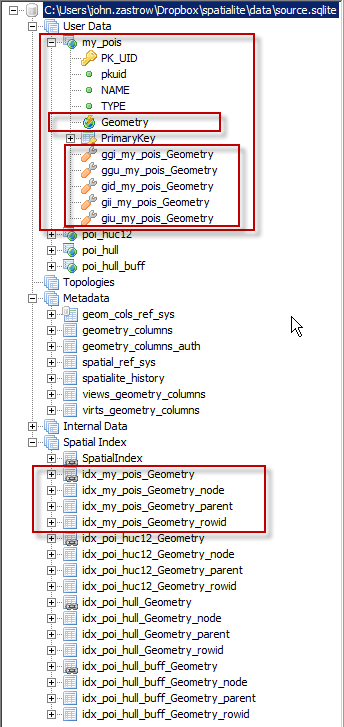 C:\Users\john.zastrow\Dropbox\spatialite\data\source.sqlite
User Data
my_pois
PK_UID
pkuid
NAME
TYPE
Geometry
PrimaryKey
ggi_my_pois_Geometry
ggu_my_pois_Geometry
gid_my_pois_Geometry
gii_my_pois_Geometry
giu_my_pois_Geometry
poi_huc12
poi_hull
poi_hull_buff
Topologies
Metadata
geom_cols_ref_sys
geometry_columns
geometry_columns_auth
spatial_ref_sys
spatialite_history
views_geometry_columns
virts_geometry_columns
Internal Data
Spatial Index
SpatialIndex
idx_my_pois_Geometry
idx_my_pois_Geometry_node
idx_my_pois_Geometry_parent
idx_my_pois_Geometry_rowid
idx_poi_huc12_Geometry
idx_poi_huc12_Geometry_node
idx_poi_huc12_Geometry_parent
idx_poi_huc12_Geometry_rowid
idx_poi_hull_Geometry
idx_poi_hull_Geometry_node
idx_poi_hull_Geometry_parent
idx_poi_hull_Geometry_rowid
idx_poi_hull_buff_Geometry
idx_poi_hull_buff_Geometry_node
idx_poi_hull_buff_Geometry_parent
idx_poi_hull_buff_Geometry_rowid